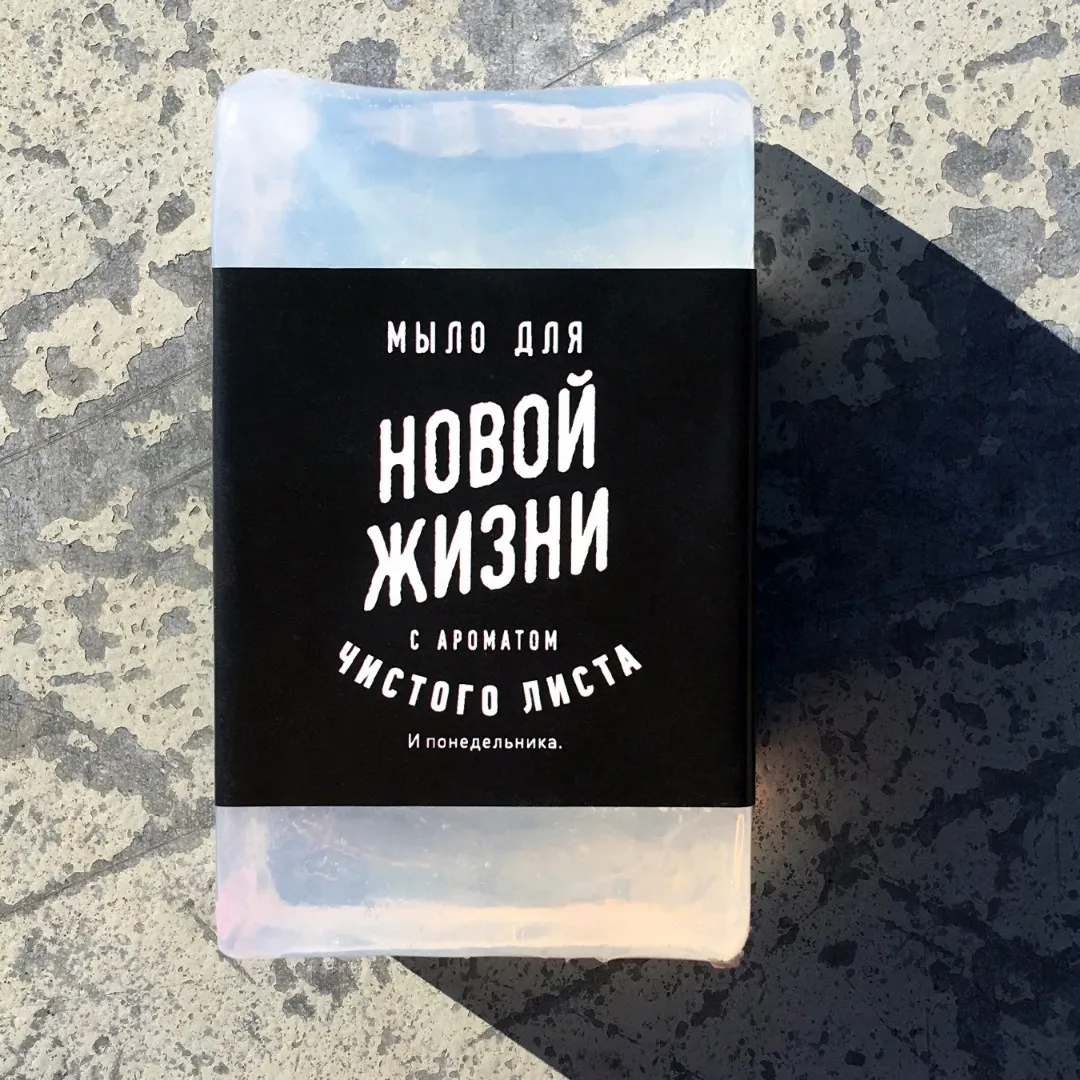 МЫЛО ДЛЯ
НОВОЙ
ЖИЗНИ
С АРОМАТОМ
ЧИСТОГО ЛИСТА
И понедельника.